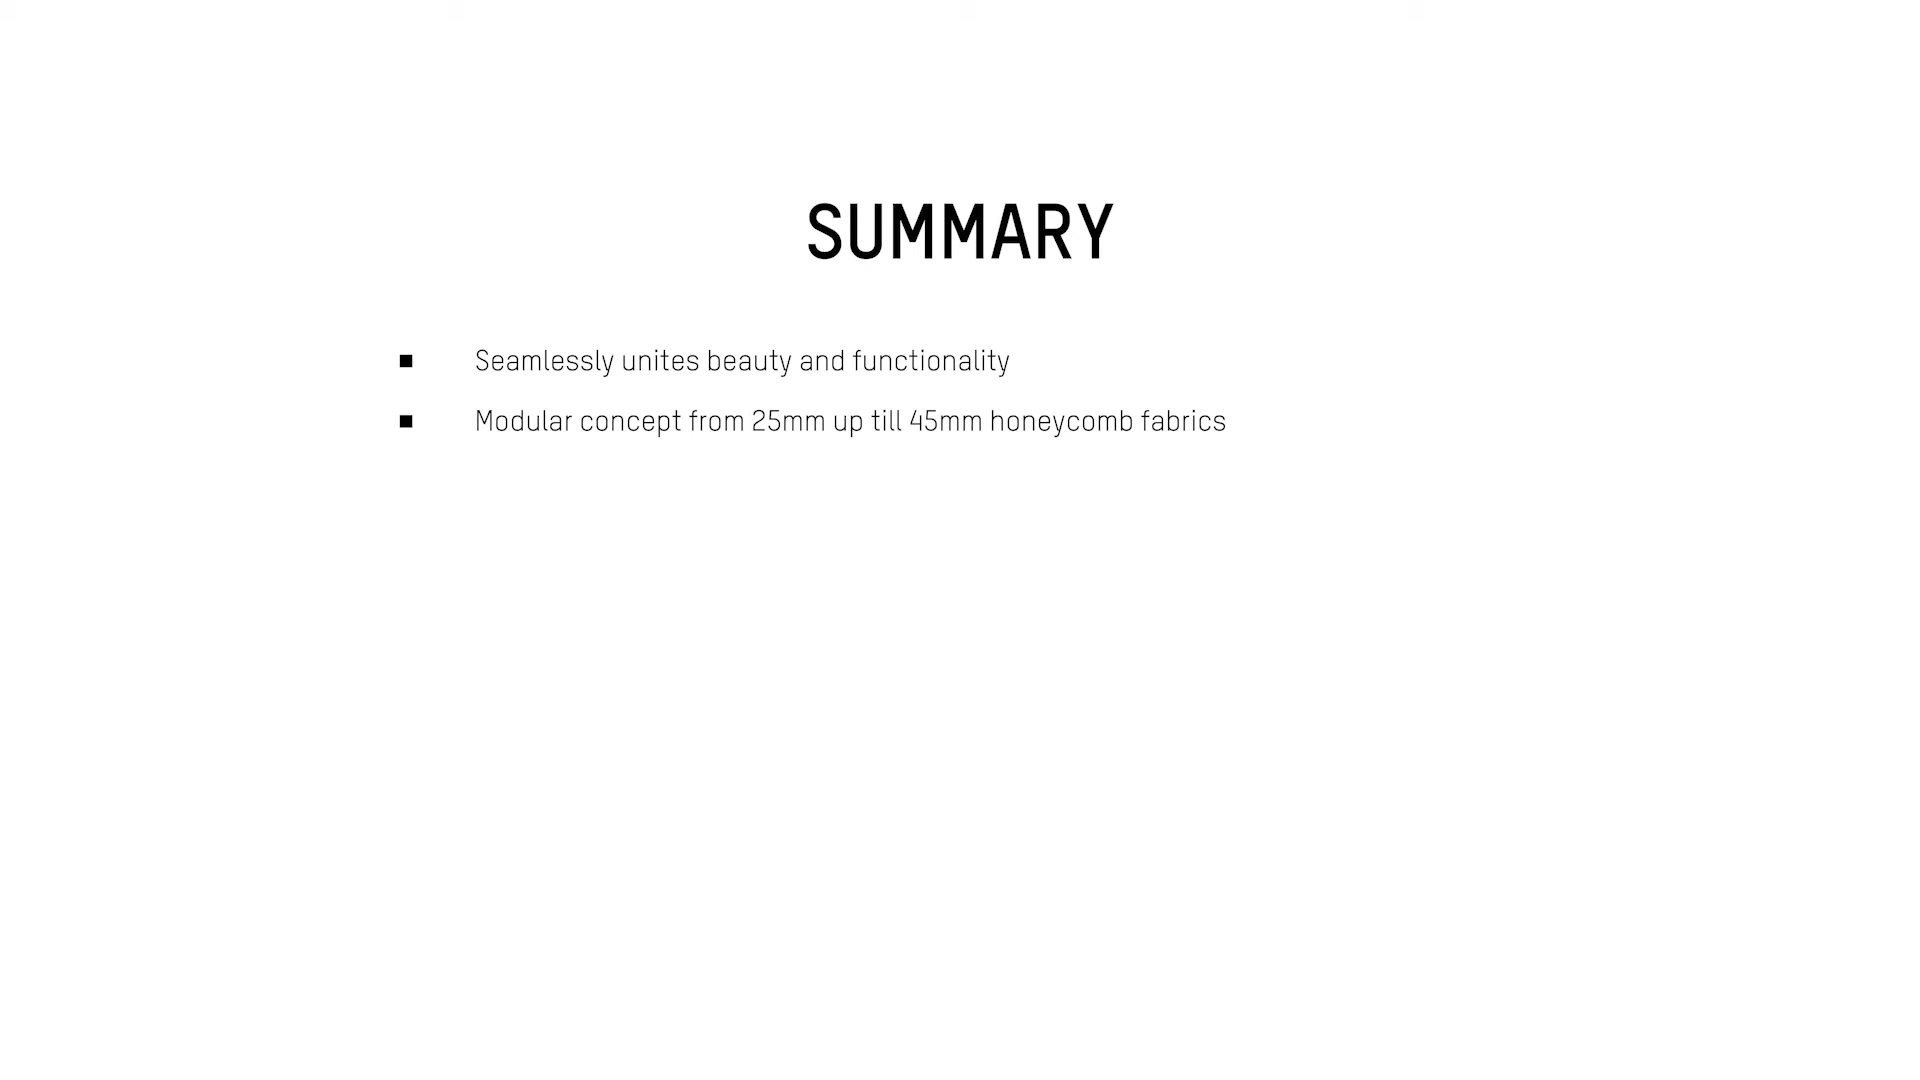 SUMMARY
■ Seamlessly unites beauty and functionality
■ Modular concept from 25mm up till 45mm honeycomb fabrics